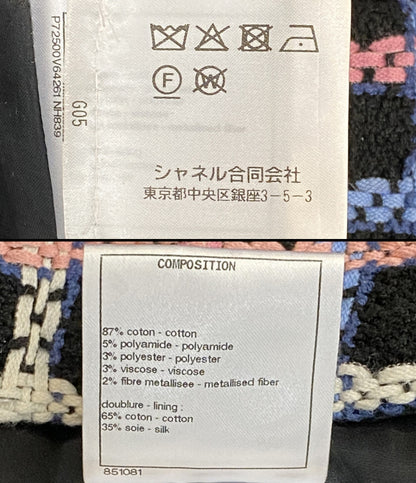 P72500V64261 NH839
G05
F
W
シャネル合同会社
東京都中央区銀座3-5-3
COMPOSITION
87% coton - cotton
5% polyamide - polyamide
3% polyester - polyester
3% viscose - viscose
2% fibre metallisee - metallised fiber
doublure - lining :
65% coton - cotton
35% soie - silk
851081